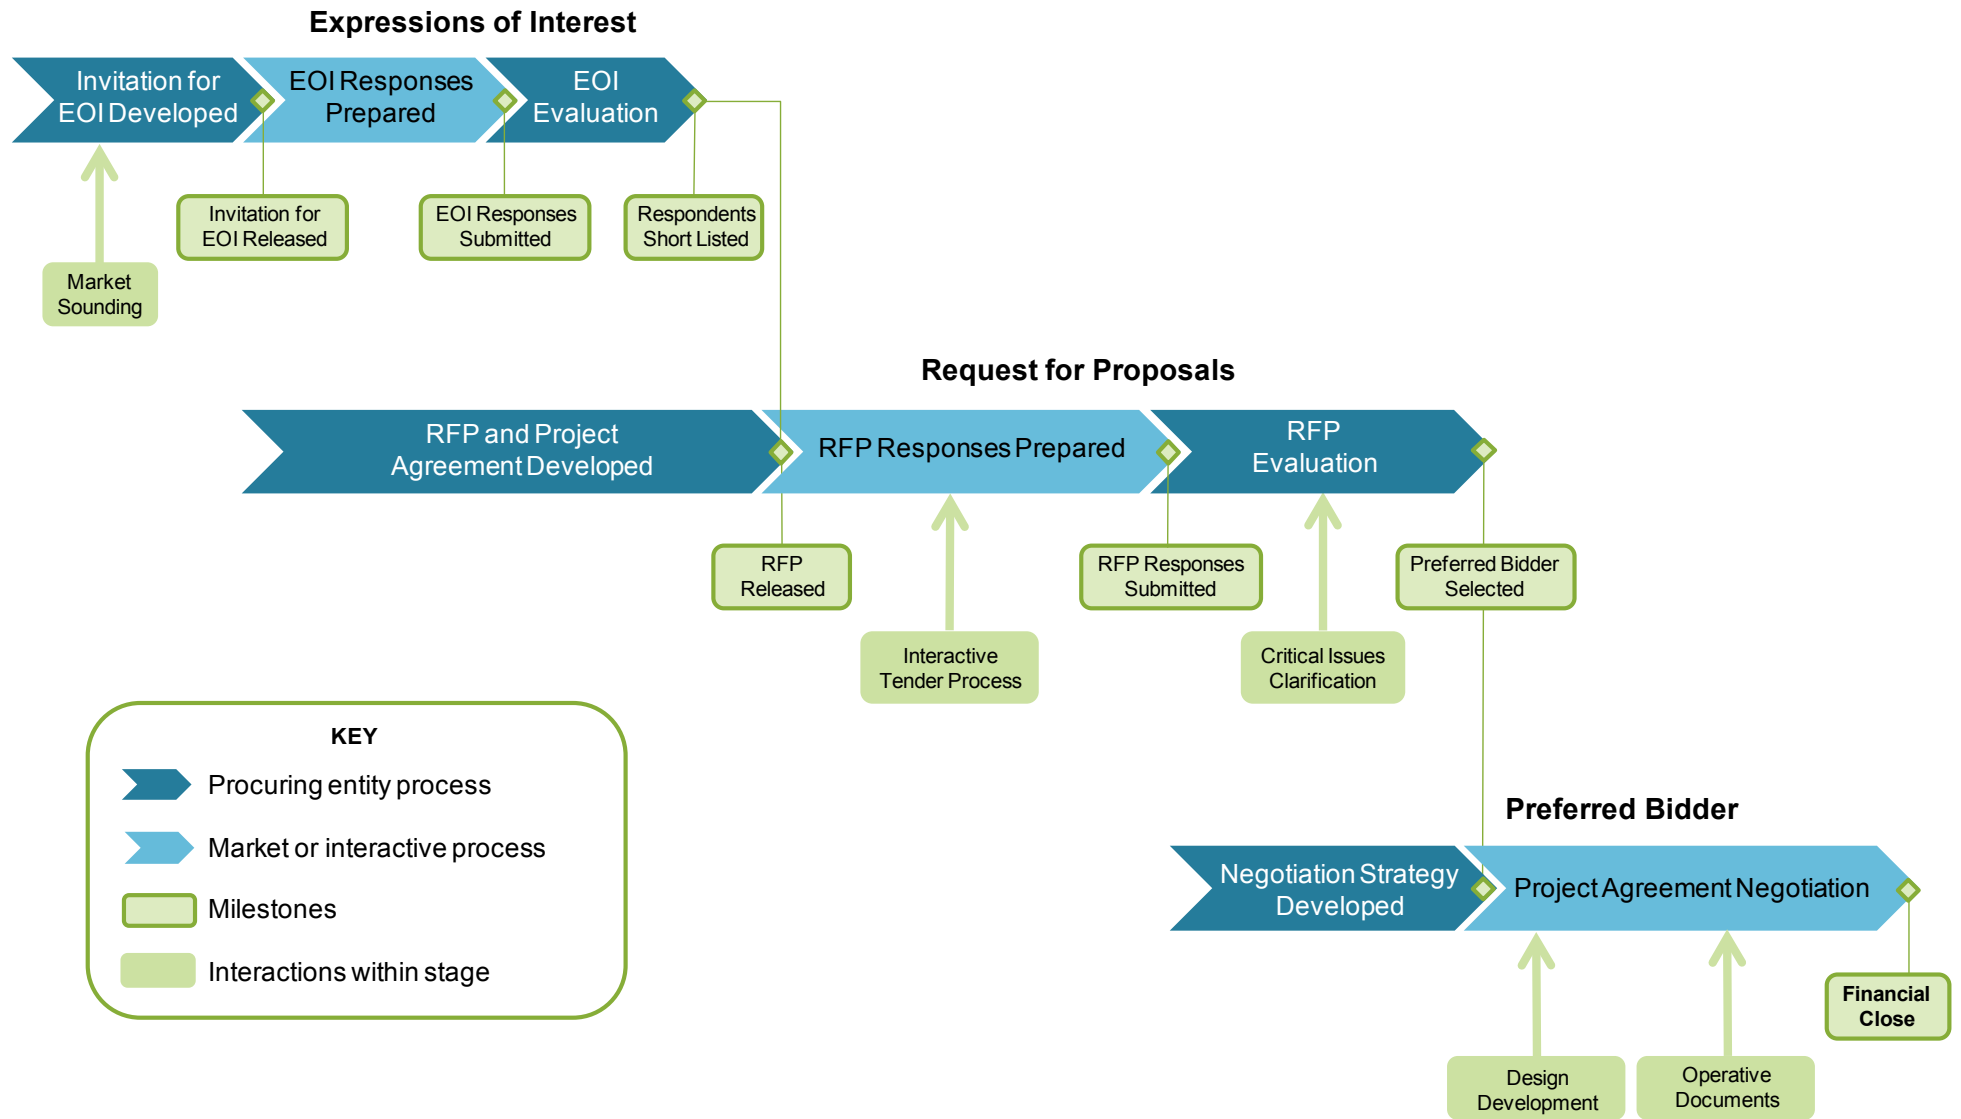 Expressions of Interest
Invitation for
EOI Developed
EOI Responses
Prepared
EOI
Evaluation
Invitation for
EOI Released
EOI Responses
Submitted
Respondents
Short Listed
Market
Sounding
Request for Proposals
RFP and Project
Agreement Developed
RFP Responses Prepared
RFP
Evaluation
RFP
Released
RFP Responses
Submitted
Preferred Bidder
Selected
Interactive
Tender Process
Critical Issues
Clarification
KEY
Procuring entity process
Market or interactive process
Milestones
Interactions within stage
Preferred Bidder
Negotiation Strategy
Developed
Project Agreement Negotiation
Financial
Close
Design
Development
Operative
Documents